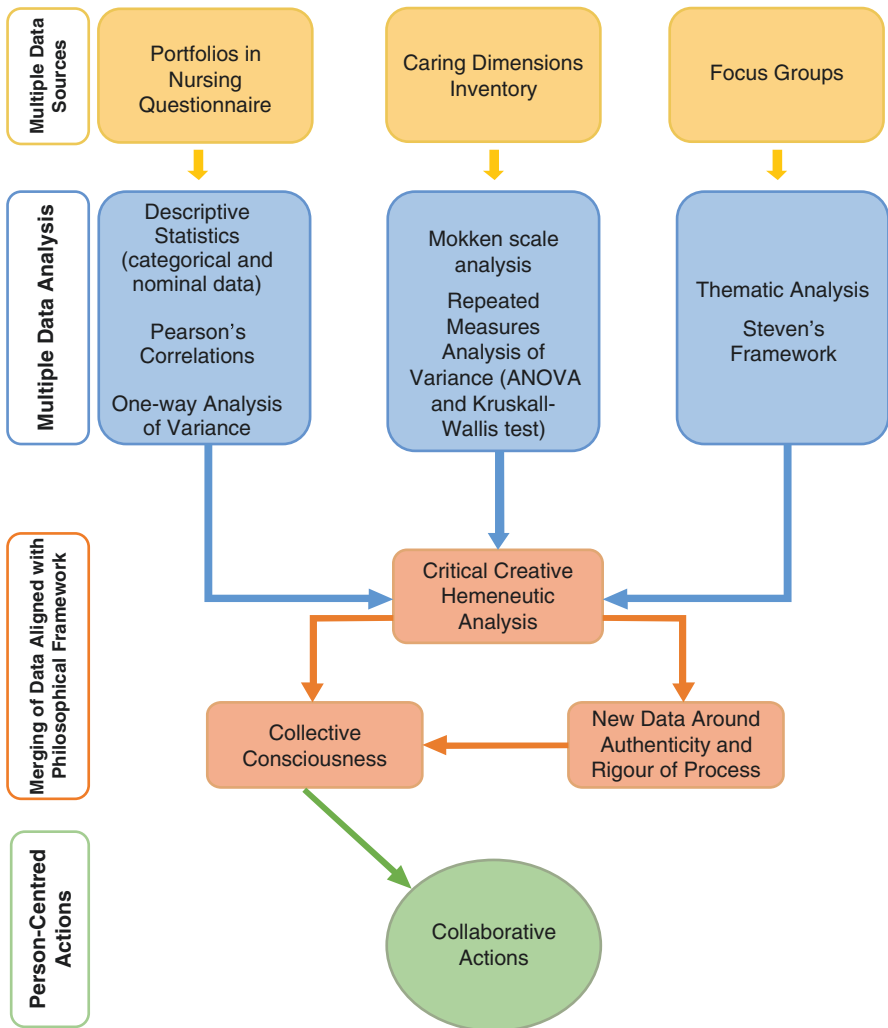 Multiple Data
Sources
Portfolios in
Nursing
Questionnaire
Caring Dimensions
Inventory
Focus Groups
Multiple Data Analysis
Descriptive
Statistics
(categorical and
nominal data)
Pearson's
Correlations
One-way Analysis
of Variance
Mokken scale
analysis
Repeated
Measures
Analysis of
Variance (ANOVA
and Kruskall-
Wallis test)
Thematic Analysis
Steven's
Framework
Merging of Data Aligned with
Philosophical Framework
Critical Creative
Hemeneutic
Analysis
Collective
Consciousness
New Data Around
Authenticity and
Rigour of Process
Person-Centred
Actions
Collaborative
Actions